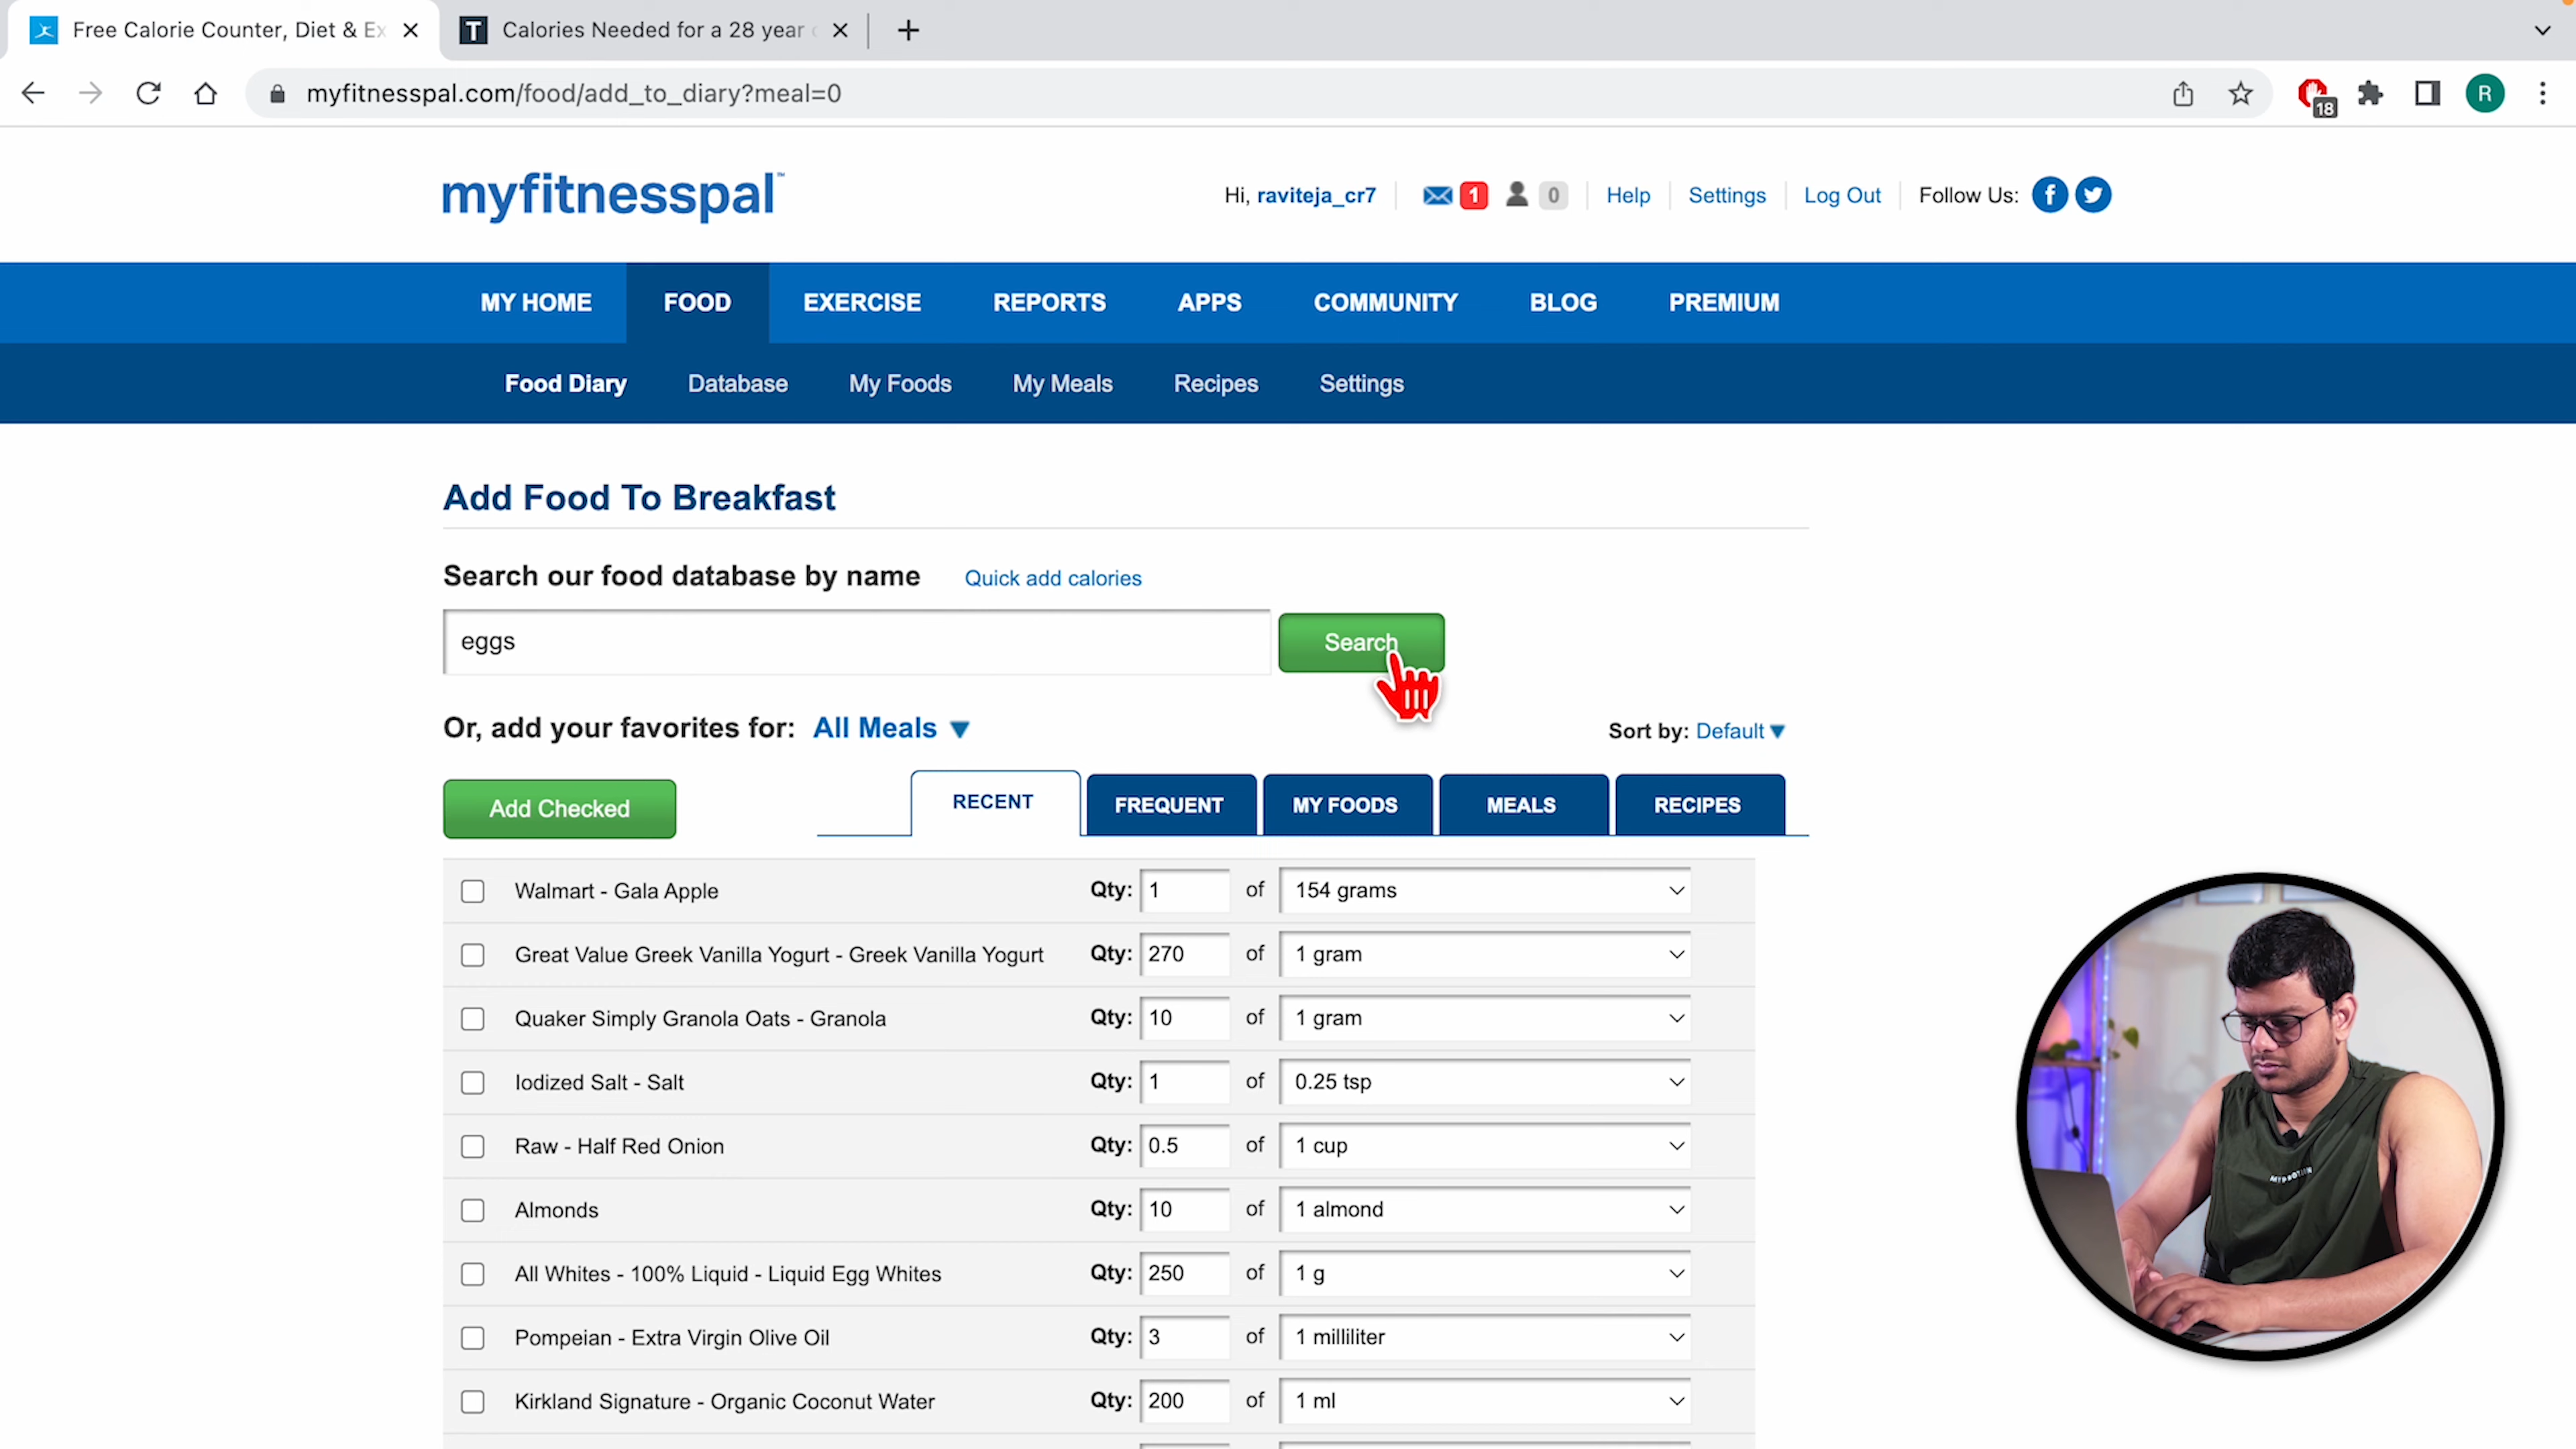 Free Calorie Counter, Diet & Ex
Calories Needed for a 28 year
myfitnesspal.com/food/add_to_diary?meal=0
18
R
myfitnesspal™
Hi, raviteja_cr7
1
0
Help
Settings
Log Out
Follow Us:
MY HOME
FOOD
EXERCISE
REPORTS
APPS
COMMUNITY
BLOG
PREMIUM
Food Diary
Database
My Foods
My Meals
Recipes
Settings
Add Food To Breakfast
Search our food database by name
Quick add calories
eggs
Search
Or, add your favorites for: All Meals
Sort by: Default
Add Checked
RECENT
FREQUENT
MY FOODS
MEALS
RECIPES
Walmart - Gala Apple Qty: 1 of 154 grams
Great Value Greek Vanilla Yogurt - Greek Vanilla Yogurt Qty: 270 of 1 gram
Quaker Simply Granola Oats - Granola Qty: 10 of 1 gram
Iodized Salt - Salt Qty: 1 of 0.25 tsp
Raw - Half Red Onion Qty: 0.5 of 1 cup
Almonds Qty: 10 of 1 almond
All Whites - 100% Liquid - Liquid Egg Whites Qty: 250 of 1 g
Pompeian - Extra Virgin Olive Oil Qty: 3 of 1 milliliter
Kirkland Signature - Organic Coconut Water Qty: 200 of 1 ml
MYPROTEIN